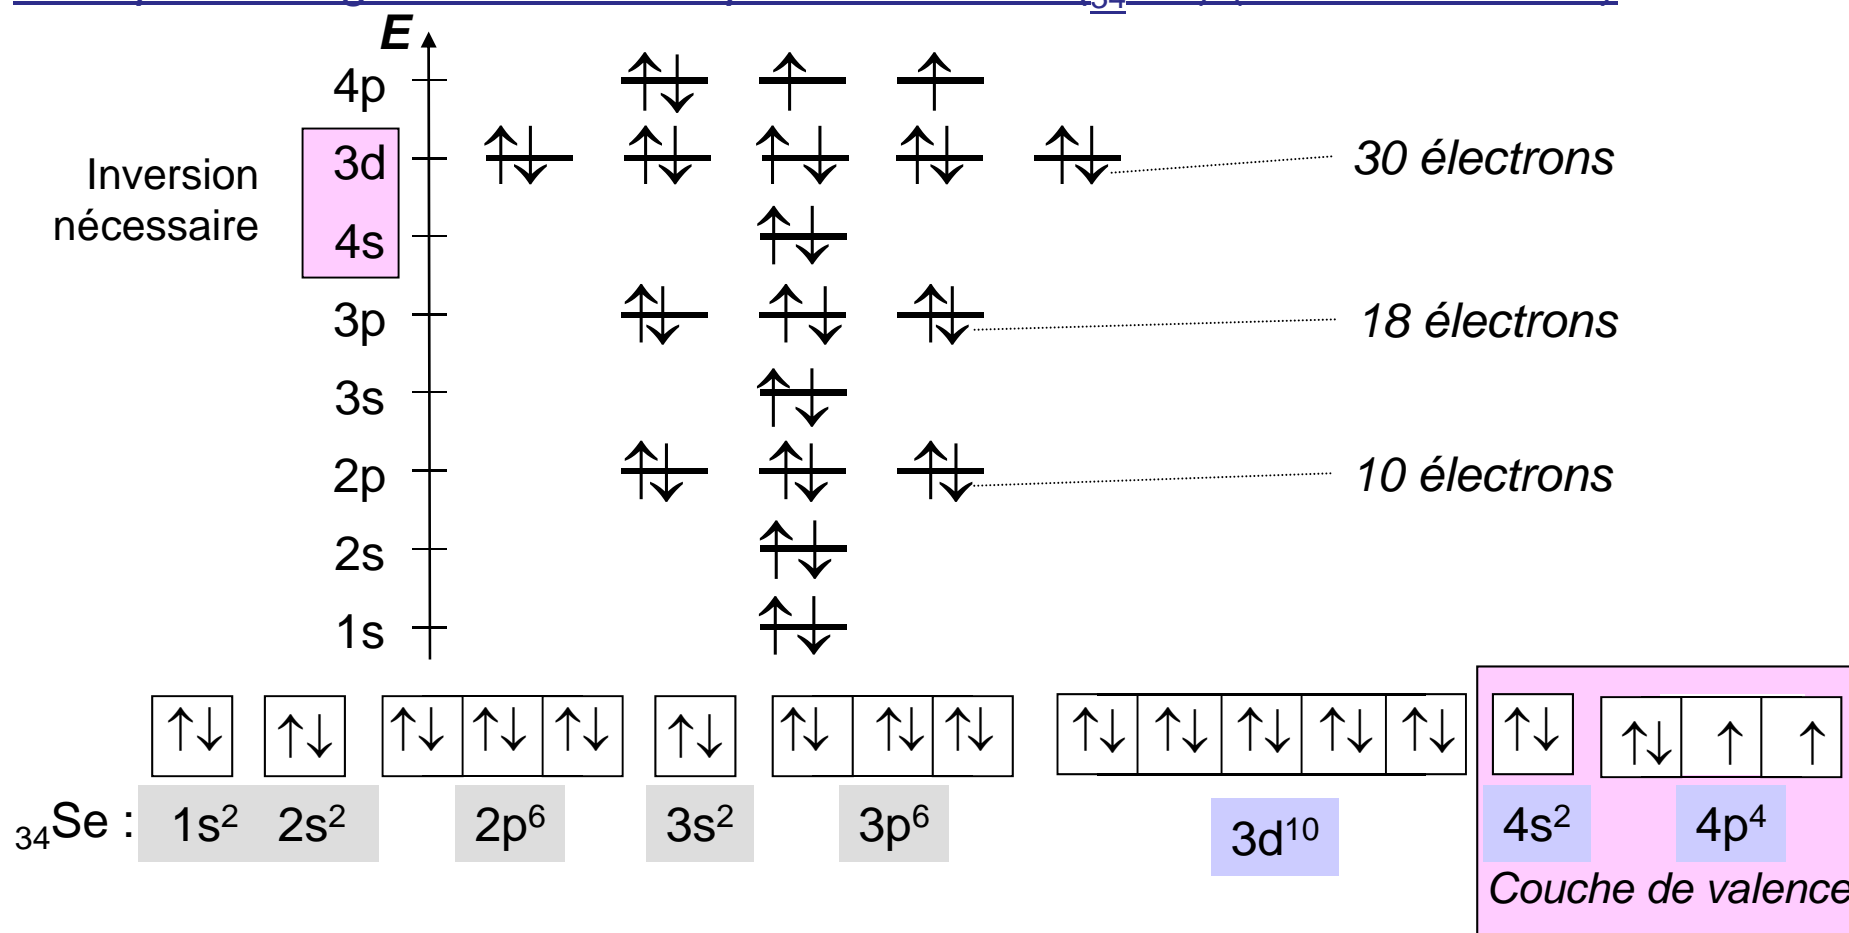 34
E
4p
Inversion
nécessaire
3d
30 électrons
4s
3p
18 électrons
3s
2p
10 électrons
2s
1s
↑↓ ↑↓ ↑↓ ↑↓ ↑↓ ↑↓ ↑↓ ↑↓ ↑↓ ↑↓ ↑↓ ↑↓ ↑↓ ↑↓ ↑↓ ↑↓ ↑ ↑
₃₄Se : 1s² 2s² 2p⁶ 3s² 3p⁶ 3d¹⁰ 4s² 4p⁴
Couche de valence